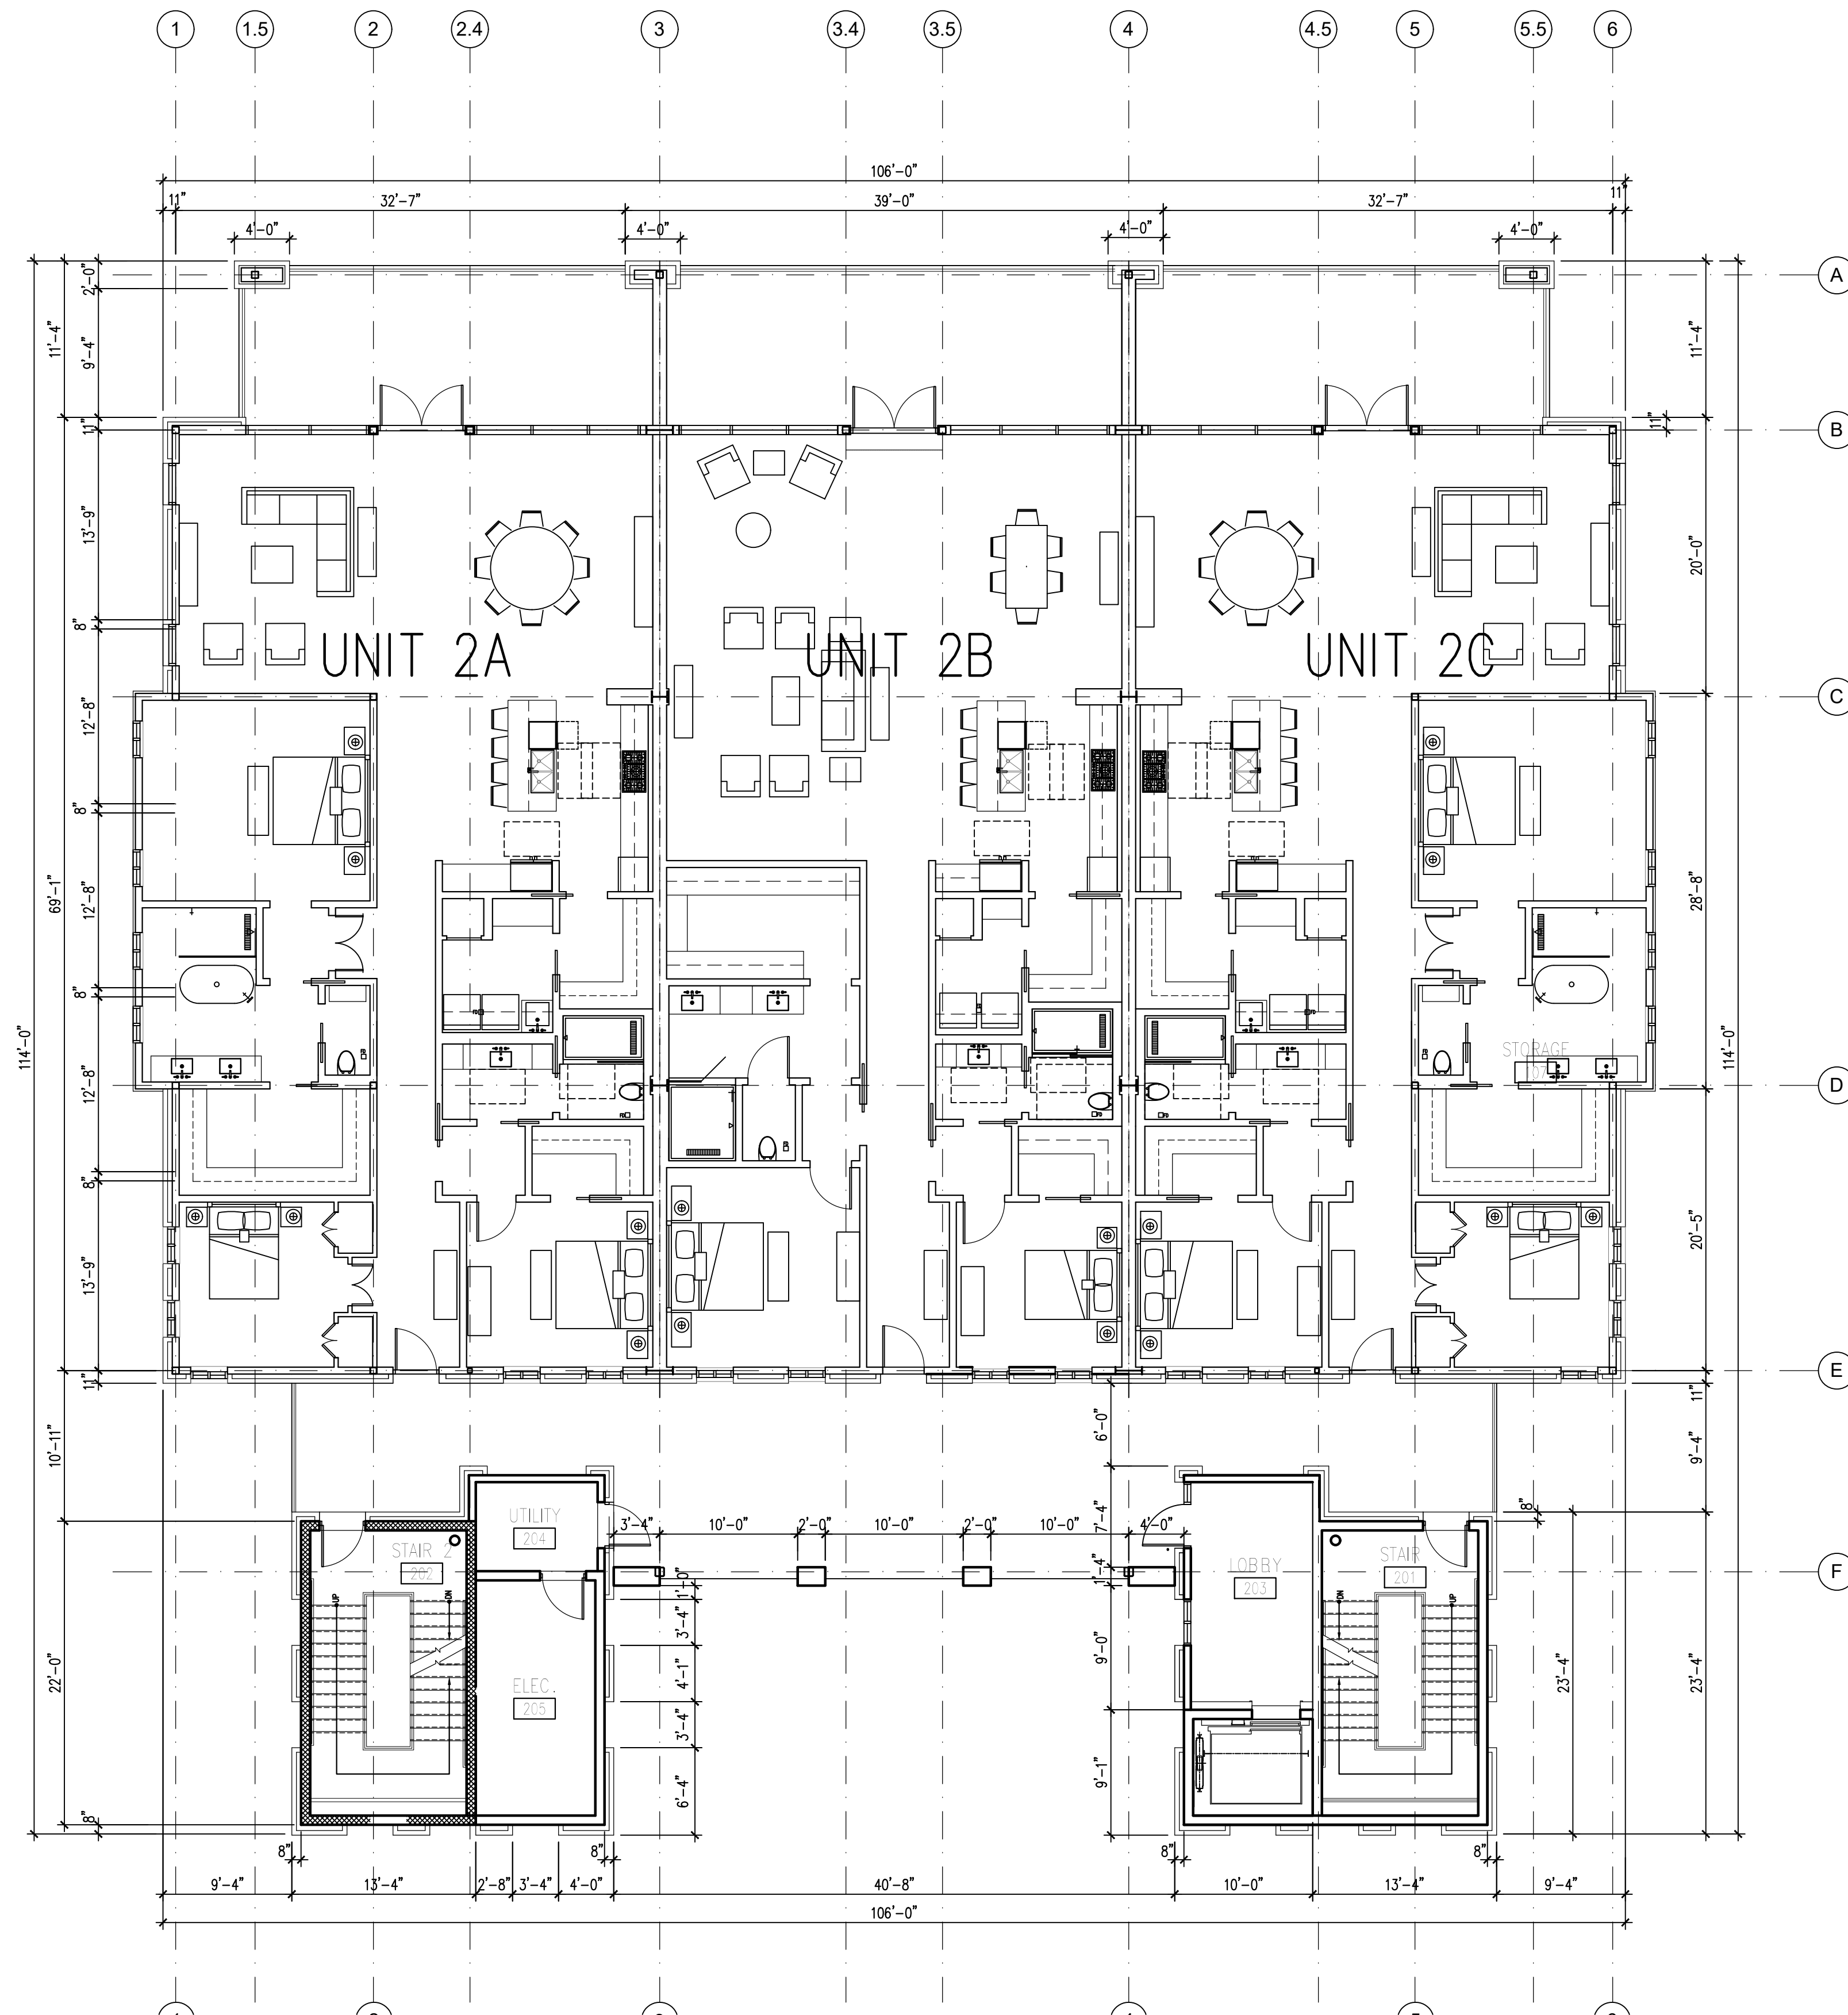 1 1.5 2 2.4 3 3.4 3.5 4 4.5 5 5.5 6
106'-0"
11" 32'-7" 39'-0" 32'-7" 11"
4'-0" 4'-0" 4'-0" 4'-0"
A
2'-0"
11'-4" 9'-4" 11'-4"
11" B 11"
13'-9" 20'-0"
8"
UNIT 2A UNIT 2B UNIT 2C
C
12'-8"
8"
69'-1" 12'-8" 28'-8"
8"
114'-0" 114'-0"
STORAGE
12'-8" D
8"
13'-9" 20'-5"
E
11" 11"
10'-11" 6'-0" 9'-4"
8"
UTILITY
204
3'-4" 10'-0" 2'-0" 10'-0" 2'-0" 10'-0" 4'-0" 7'-4"
STAIR 2
202
LOBBY
203
STAIR
201
F
1'-0" 1'-4"
UP DN DN UP
3'-4"
9'-0"
22'-0" 4'-1" 23'-4" 23'-4"
ELEC.
205
3'-4"
9'-1"
6'-4"
8"
8" 8" 8" 8"
9'-4" 13'-4" 2'-8" 3'-4" 4'-0" 40'-8" 10'-0" 13'-4" 9'-4"
106'-0"